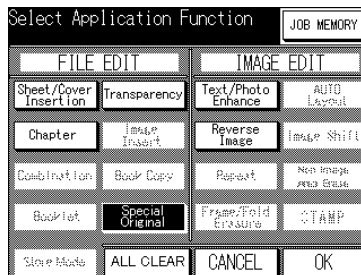 Select Application Function
JOB MEMORY
FILE EDIT
IMAGE EDIT
Sheet/Cover
Insertion
Transparency
Text/Photo
Enhance
AUTO
Layout
Chapter
Image
Insert
Reverse
Image
Image Shift
Combination
Book Copy
Repeat
Non Image
Area Erase
Booklet
Special
Original
Frame/Fold
Erasure
STAMP
Store Mode
ALL CLEAR
CANCEL
OK